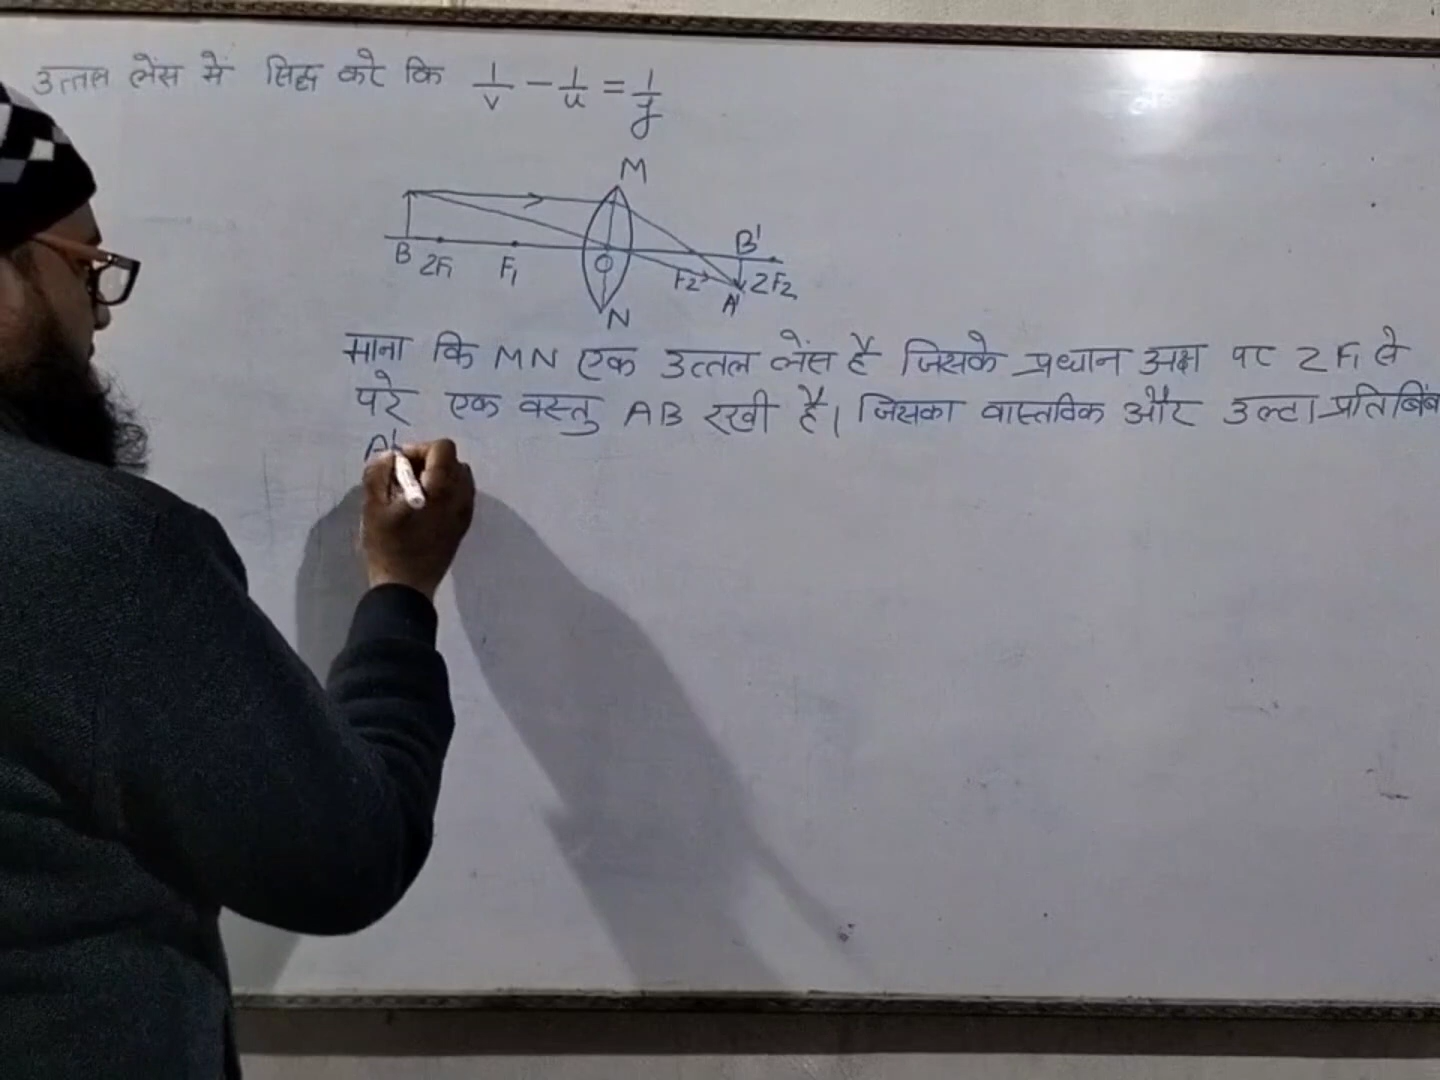 उत्तल लेंस में सिद्ध करे कि 1/v - 1/u = 1/f
M
B 2F1 F1 O F2 B' 2F2
A'
N
माना कि MN एक उत्तल लेंस है जिसके प्रधान अक्ष पर 2F1 से
परे एक वस्तु AB रखी है। जिसका वास्तविक और उल्टा प्रतिबिंब
A'